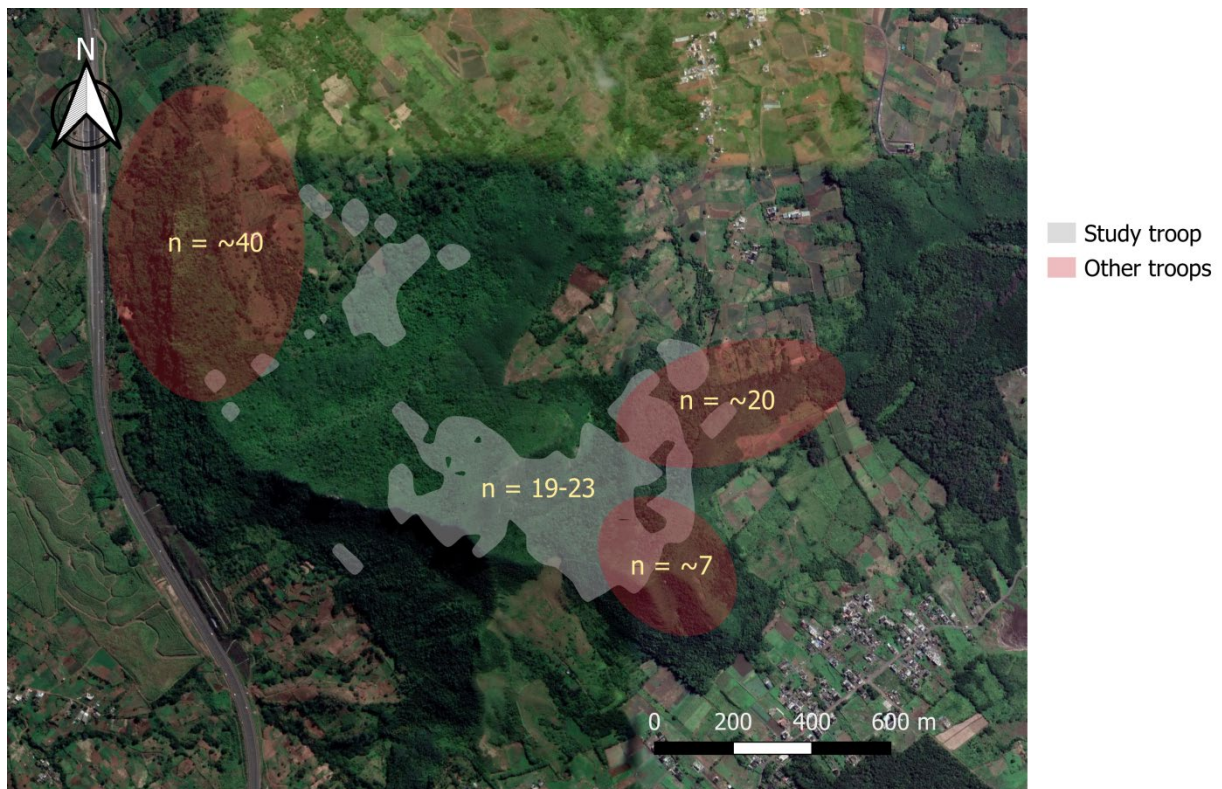 N
n = ~40
Study troop
Other troops
n = ~20
n = 19-23
n = ~7
0 200 400 600 m